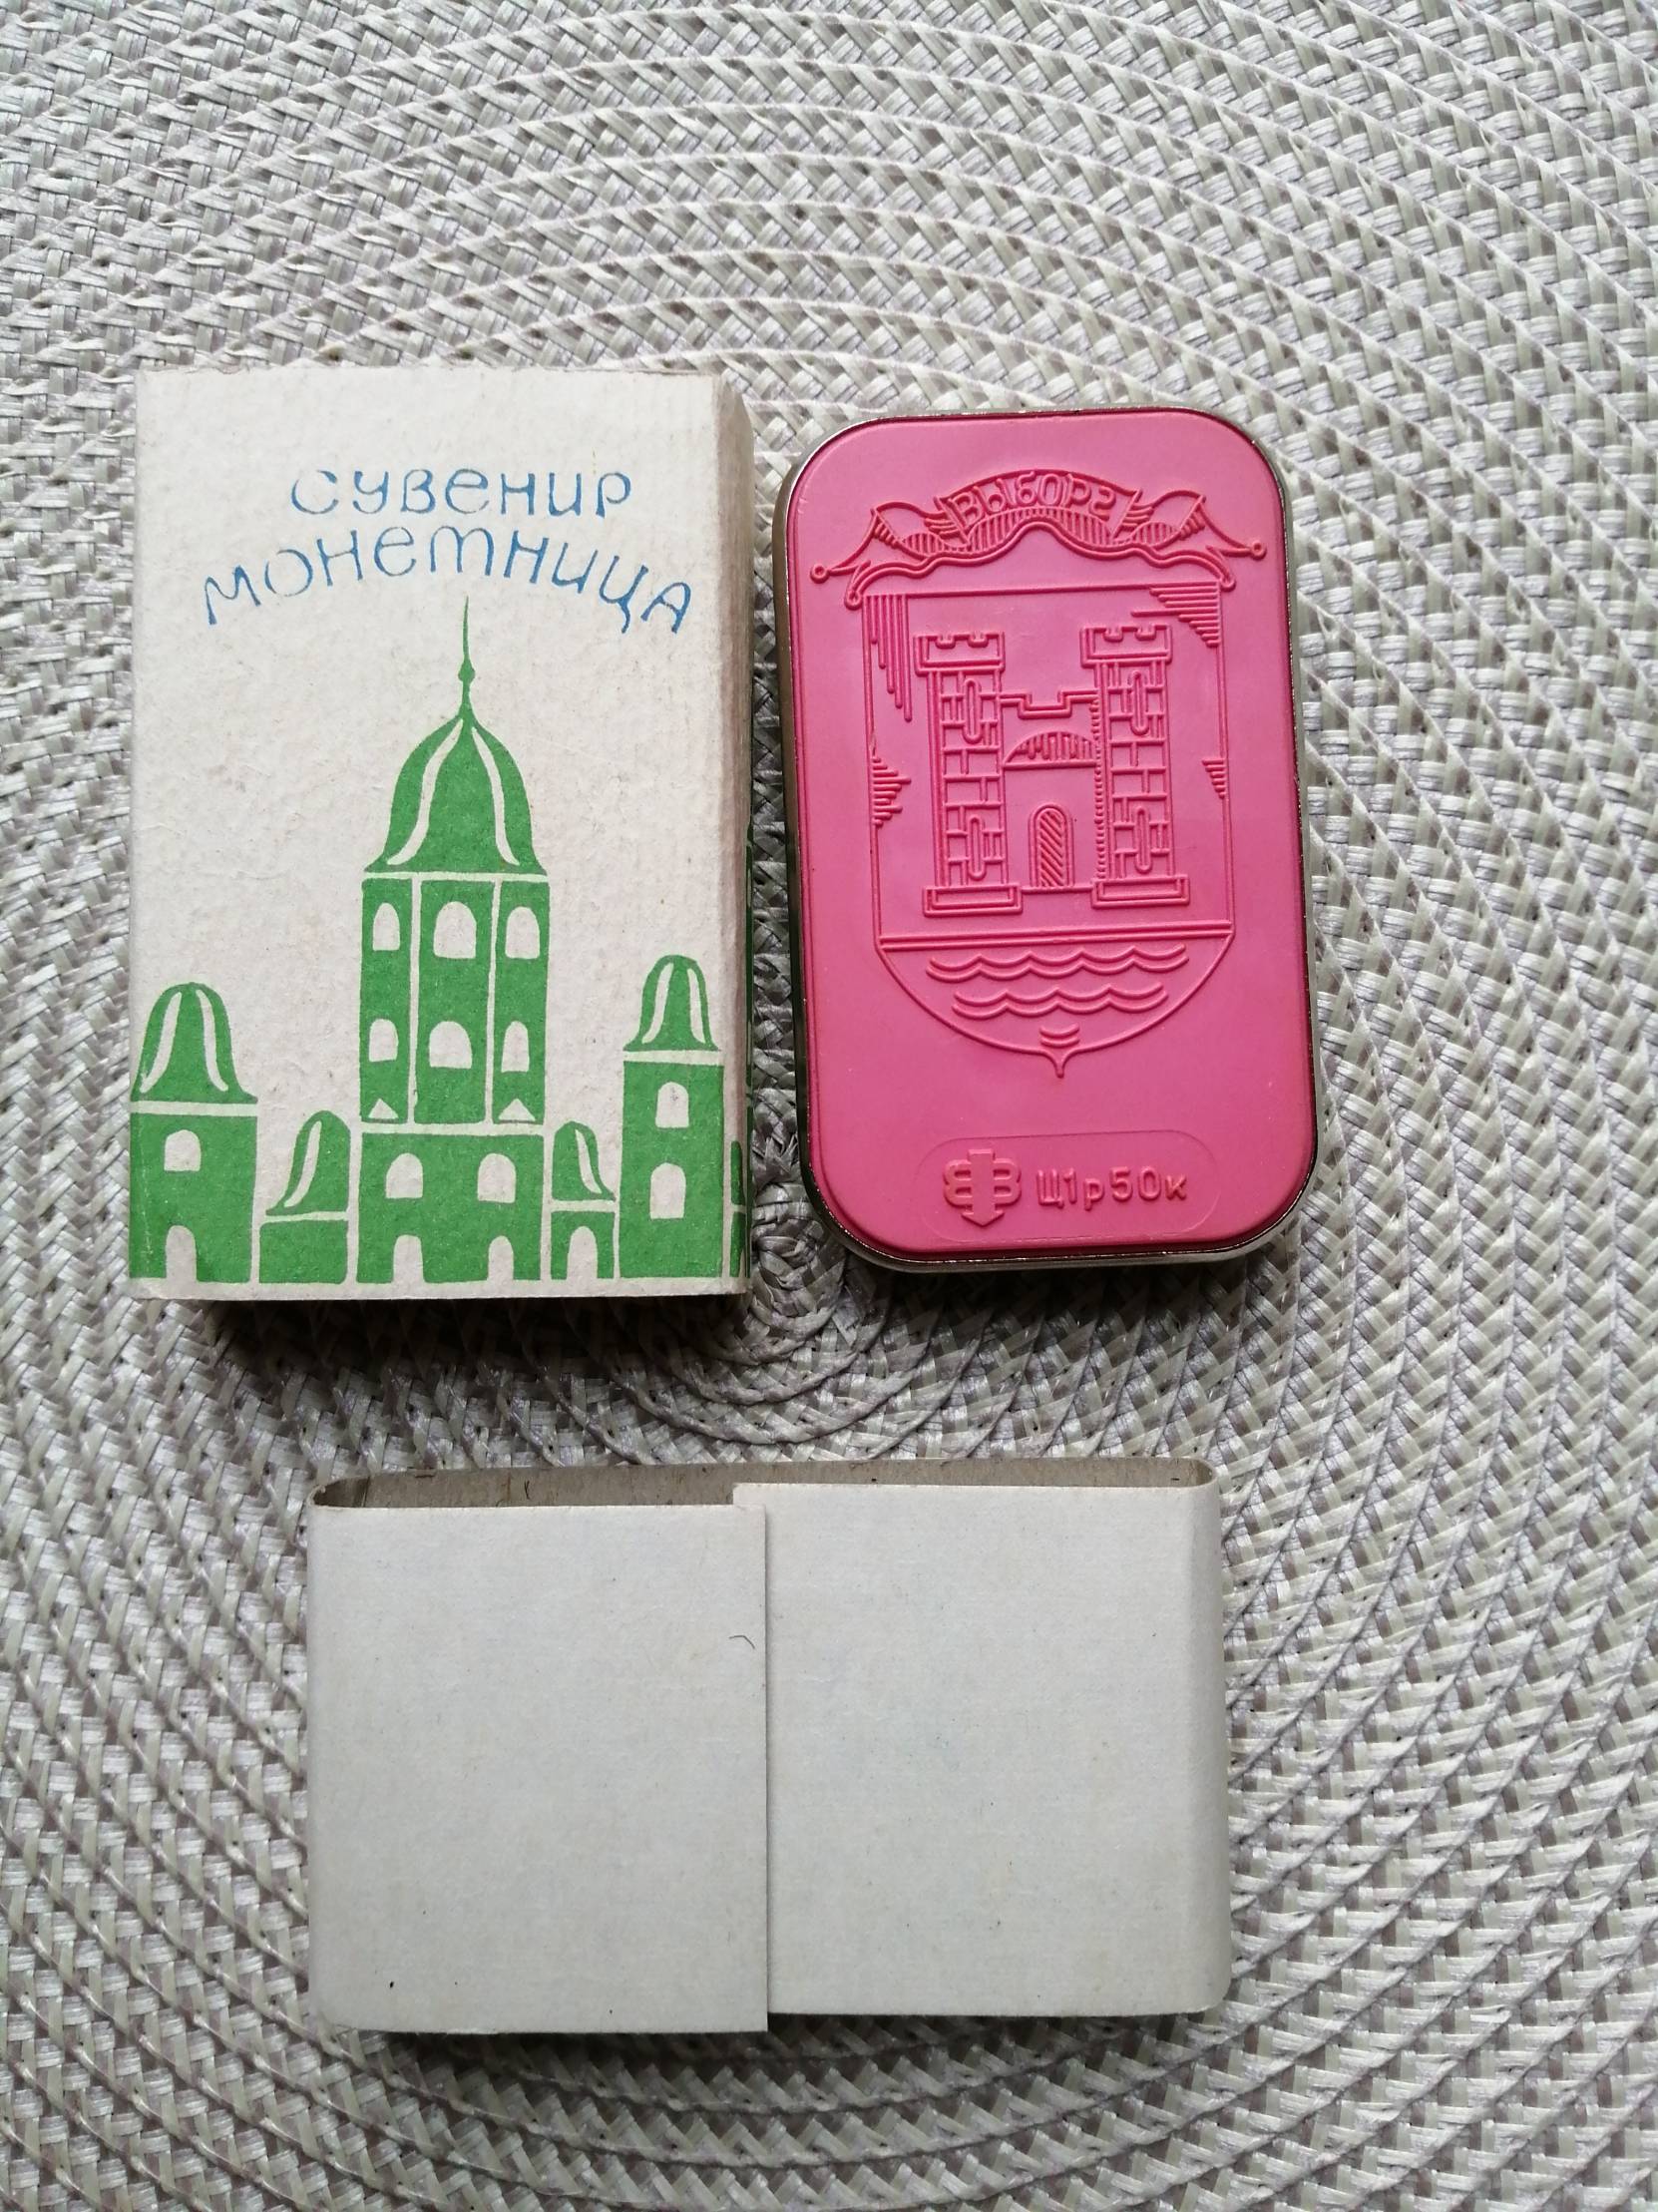 сувенир
монетница
ВЫБОРГ
Ц1р50к